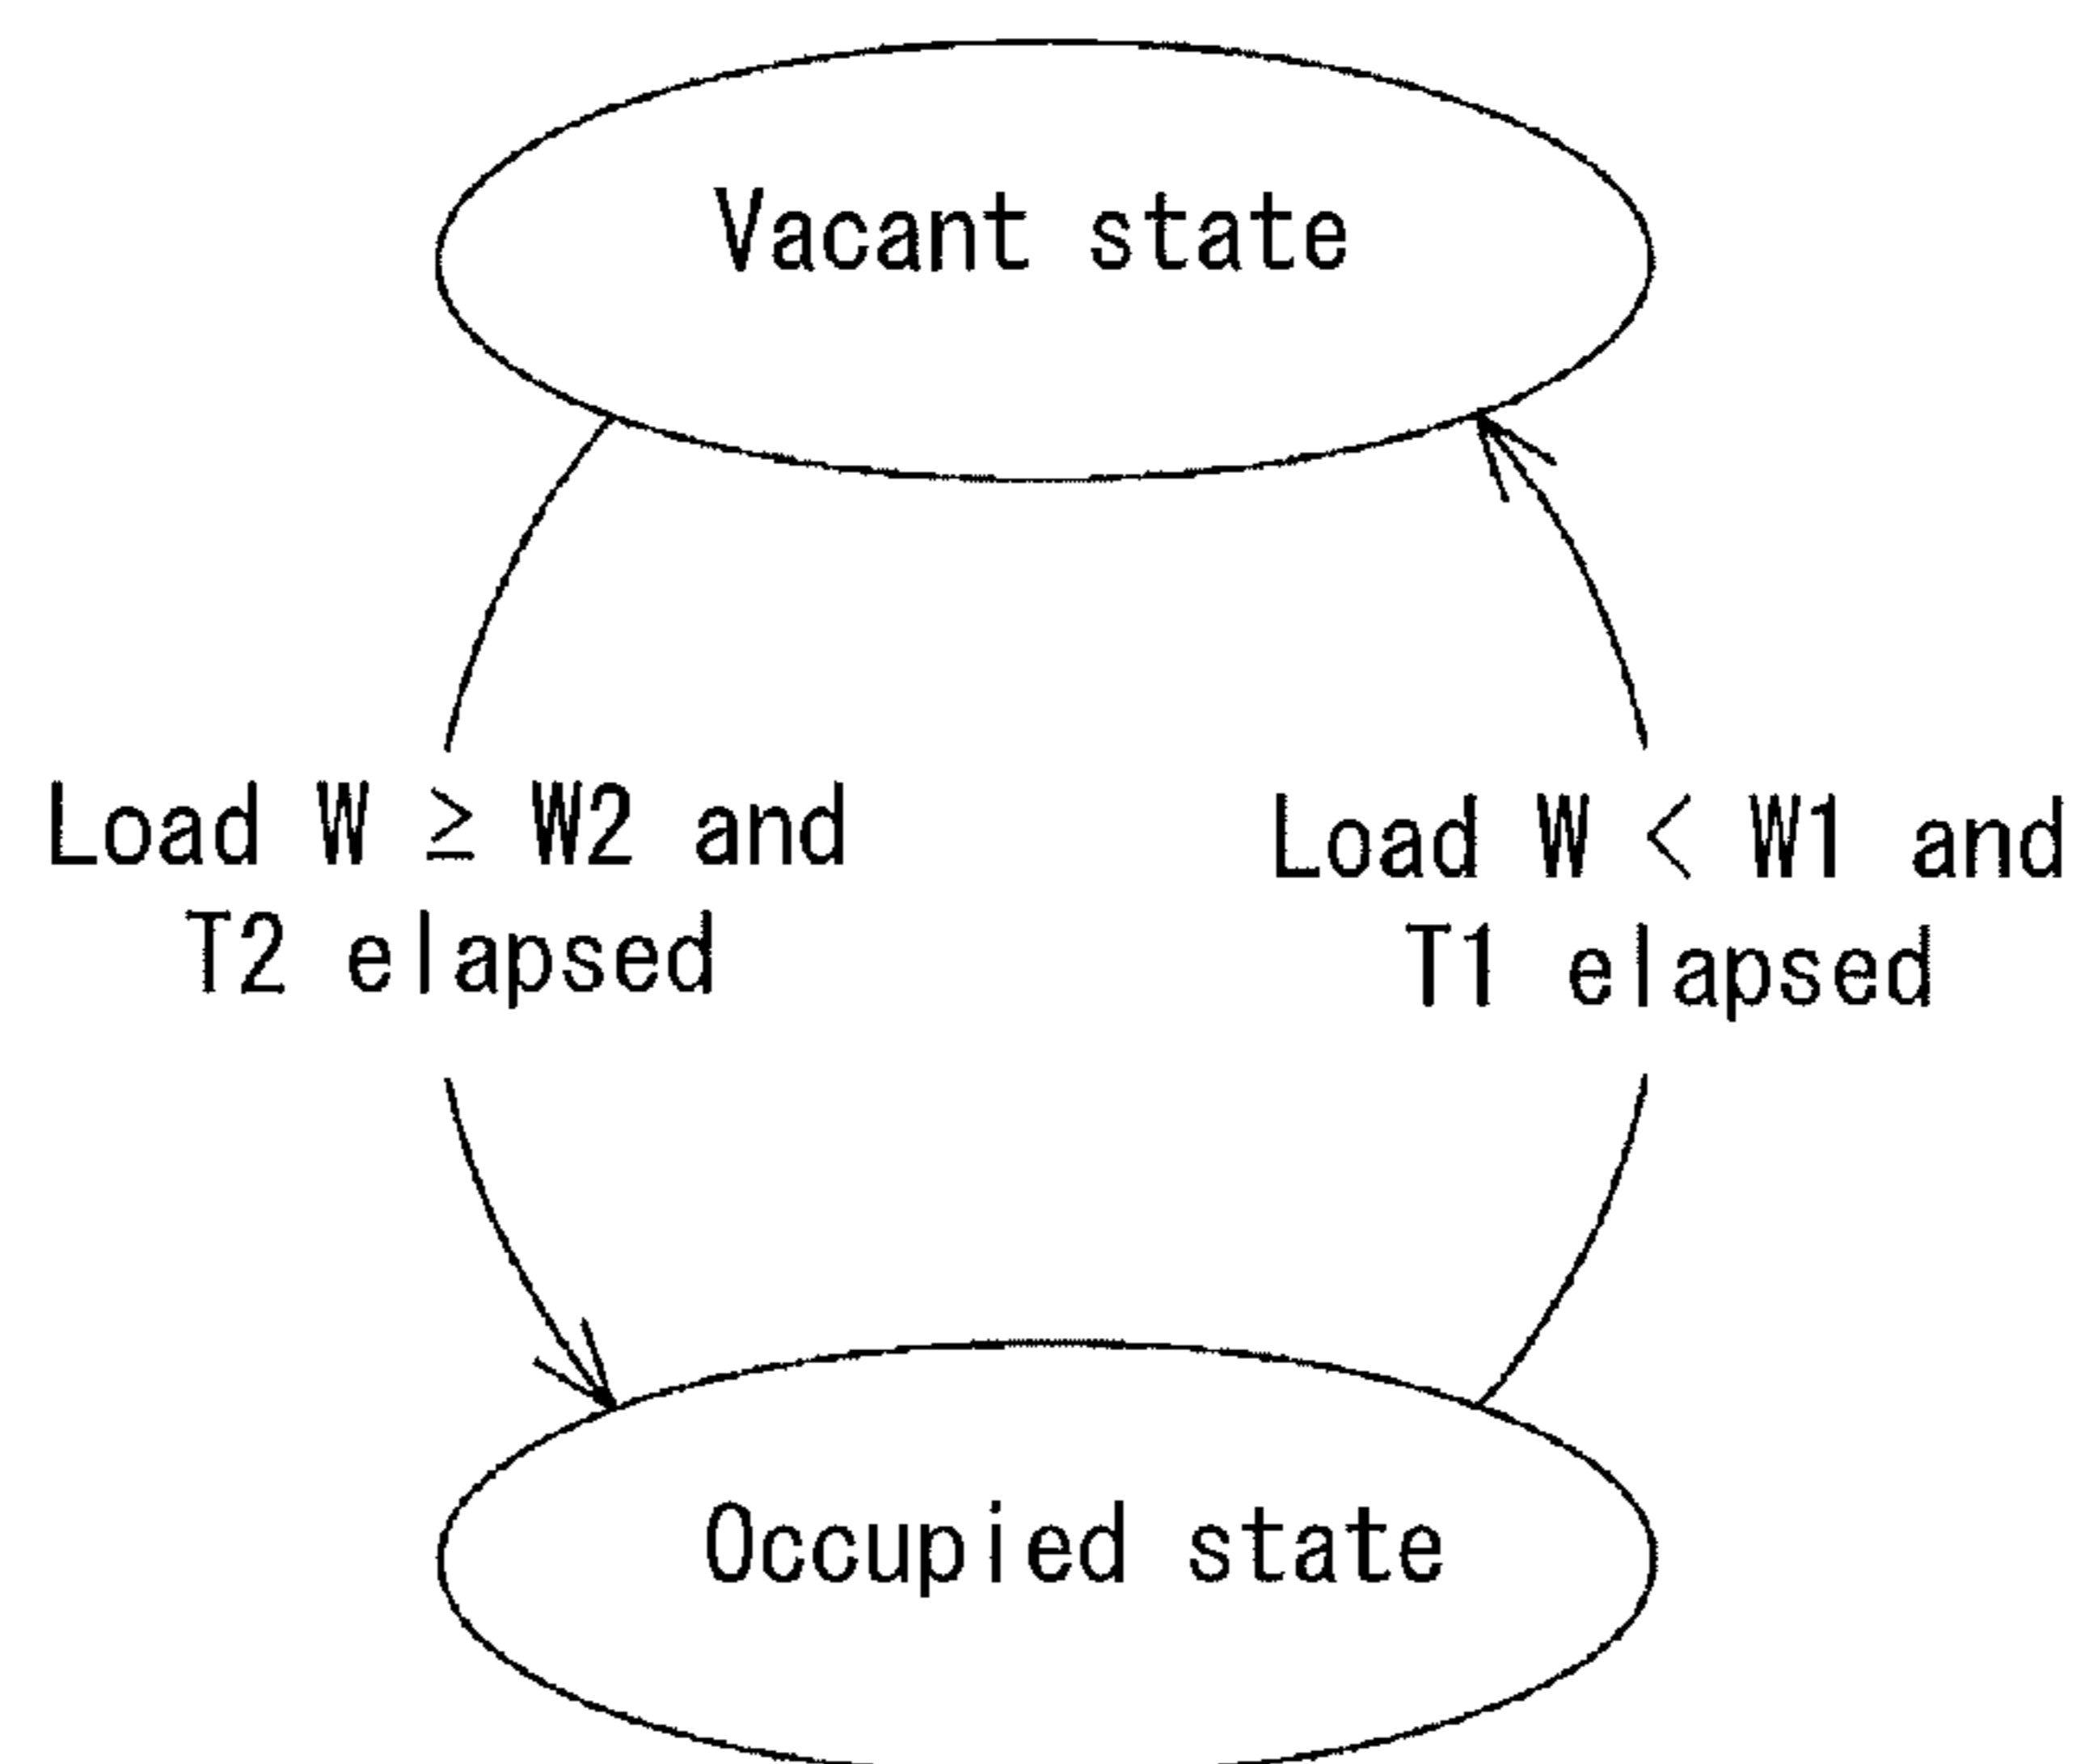 Vacant state
Load W ≥ W2 and
T2 elapsed
Load W < W1 and
T1 elapsed
Occupied state